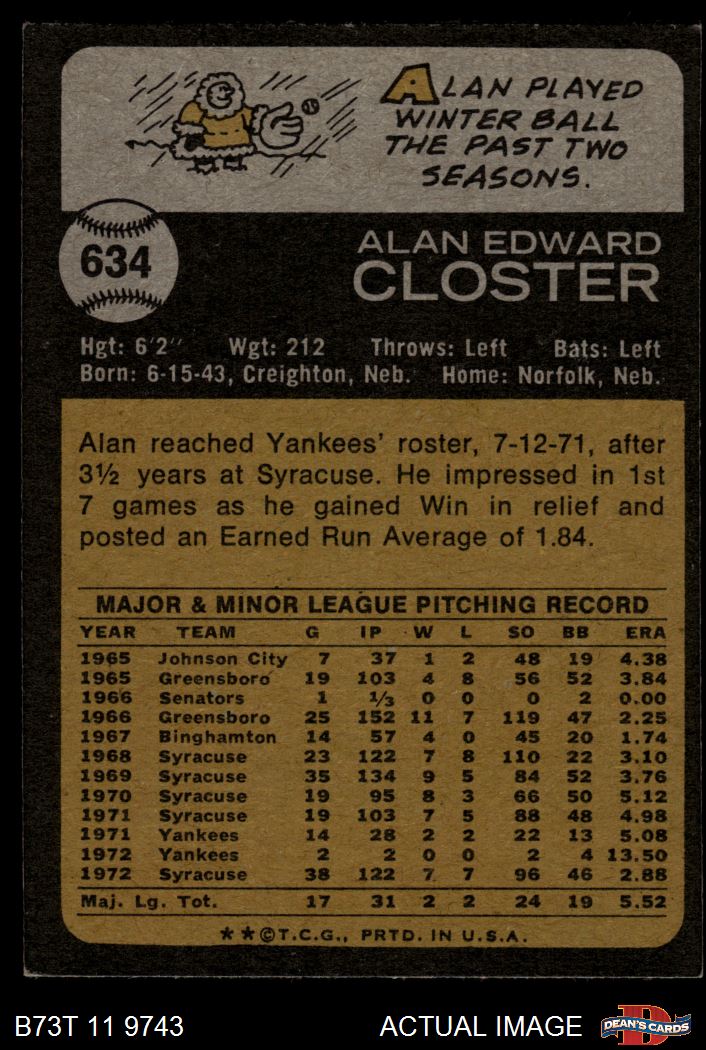 ALAN PLAYED
WINTER BALL
THE PAST TWO
SEASONS.
634
ALAN EDWARD
CLOSTER
Hgt: 6'2" Wgt: 212 Throws: Left Bats: Left
Born: 6-15-43, Creighton, Neb. Home: Norfolk, Neb.
Alan reached Yankees' roster, 7-12-71, after
3½ years at Syracuse. He impressed in 1st
7 games as he gained Win in relief and
posted an Earned Run Average of 1.84.
MAJOR & MINOR LEAGUE PITCHING RECORD
YEAR TEAM G IP W L SO BB ERA
1965 Johnson City 7 37 1 2 48 19 4.38
1965 Greensboro 19 103 4 8 56 52 3.84
1966 Senators 1 ⅓ 0 0 0 2 0.00
1966 Greensboro 25 152 11 7 119 47 2.25
1967 Binghamton 14 57 4 0 45 20 1.74
1968 Syracuse 23 122 7 8 110 22 3.10
1969 Syracuse 35 134 9 5 84 52 3.76
1970 Syracuse 19 95 8 3 66 50 5.12
1971 Syracuse 19 103 7 5 88 48 4.98
1971 Yankees 14 28 2 2 22 13 5.08
1972 Yankees 2 2 0 0 2 4 13.50
1972 Syracuse 38 122 7 7 96 46 2.88
Maj. Lg. Tot. 17 31 2 2 24 19 5.52
★★©T.C.G., PRTD. IN U.S.A.
B73T 11 9743 ACTUAL IMAGE D DEAN'S CARDS